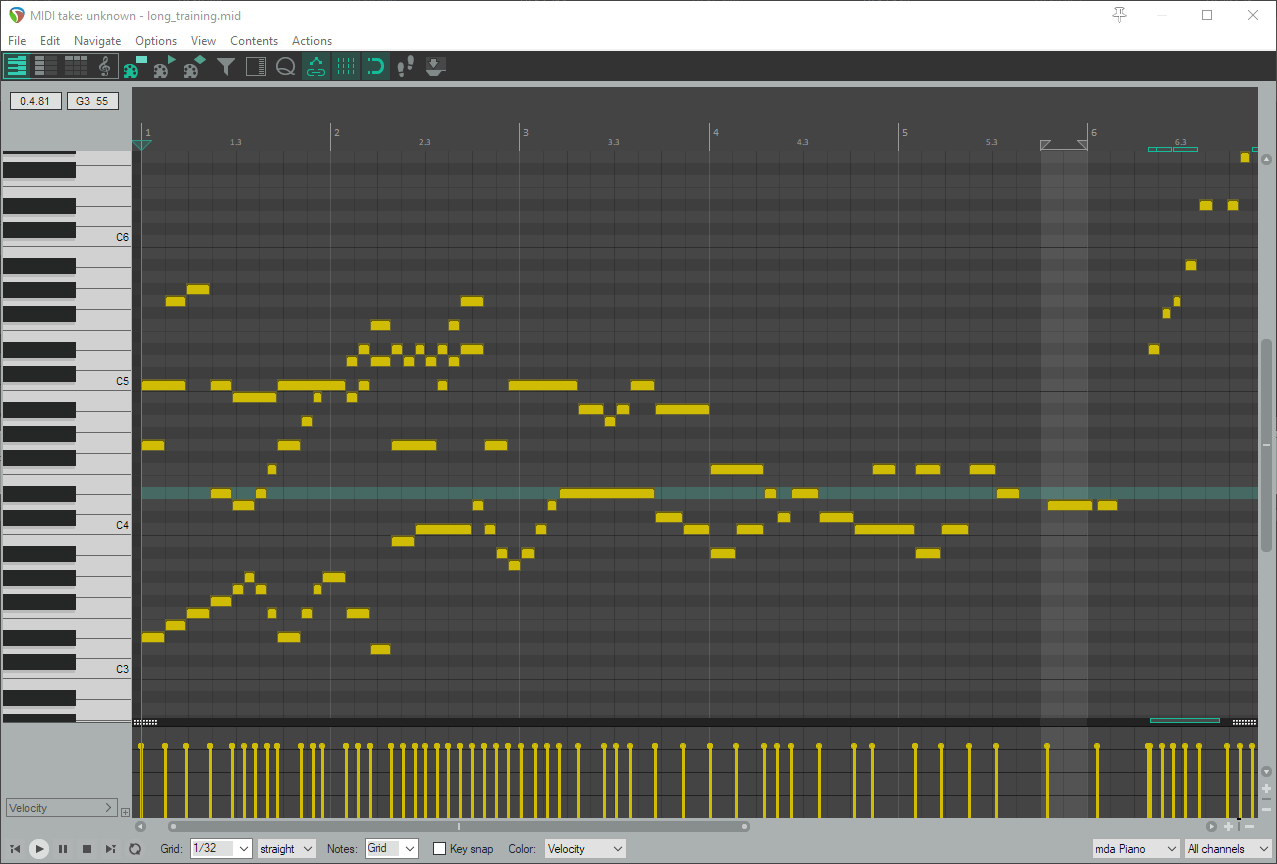 MIDI take: unknown - long_training.mid
File Edit Navigate Options View Contents Actions
0.4.81 G3 55
1 2 3 4 5 6
1.3 2.3 3.3 4.3 5.3 6.3
C6
C5
C4
C3
Velocity
Grid: 1/32 straight Notes: Grid Key snap Color: Velocity mda Piano All channels